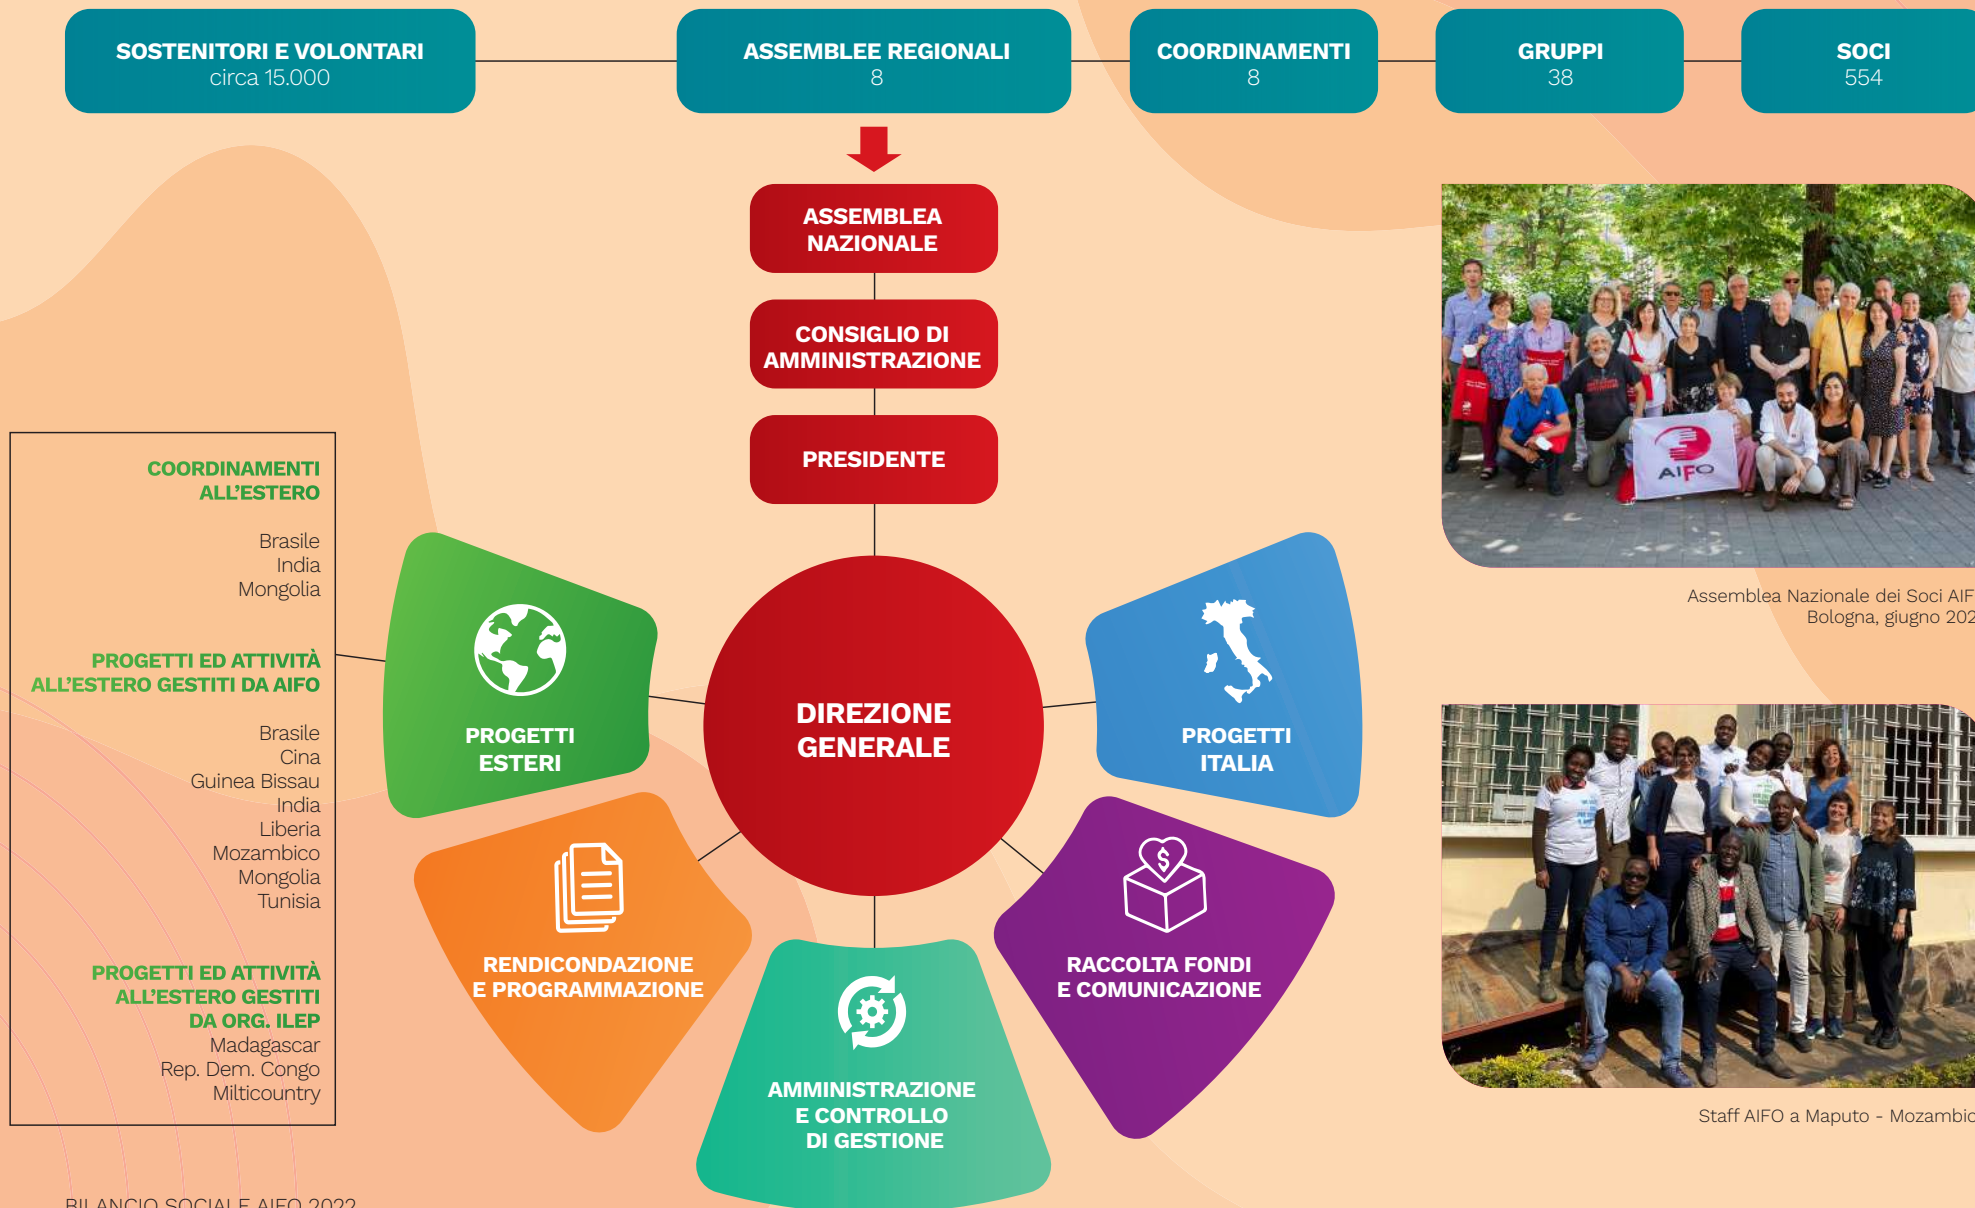 SOSTENITORI E VOLONTARI
circa 15.000
ASSEMBLEE REGIONALI
8
COORDINAMENTI
8
GRUPPI
38
SOCI
554
ASSEMBLEA
NAZIONALE
CONSIGLIO DI
AMMINISTRAZIONE
PRESIDENTE
DIREZIONE
GENERALE
COORDINAMENTI
ALL'ESTERO
Brasile
India
Mongolia
PROGETTI ED ATTIVITÀ
ALL'ESTERO GESTITI DA AIFO
Brasile
Cina
Guinea Bissau
India
Liberia
Mozambico
Mongolia
Tunisia
PROGETTI ED ATTIVITÀ
ALL'ESTERO GESTITI
DA ORG. ILEP
Madagascar
Rep. Dem. Congo
Milticountry
PROGETTI
ESTERI
RENDICONDAZIONE
E PROGRAMMAZIONE
AMMINISTRAZIONE
E CONTROLLO
DI GESTIONE
RACCOLTA FONDI
E COMUNICAZIONE
PROGETTI
ITALIA
AIFO
Assemblea Nazionale dei Soci AIF
Bologna, giugno 202
Staff AIFO a Maputo - Mozambic
BILANCIO SOCIALE AIFO 2022